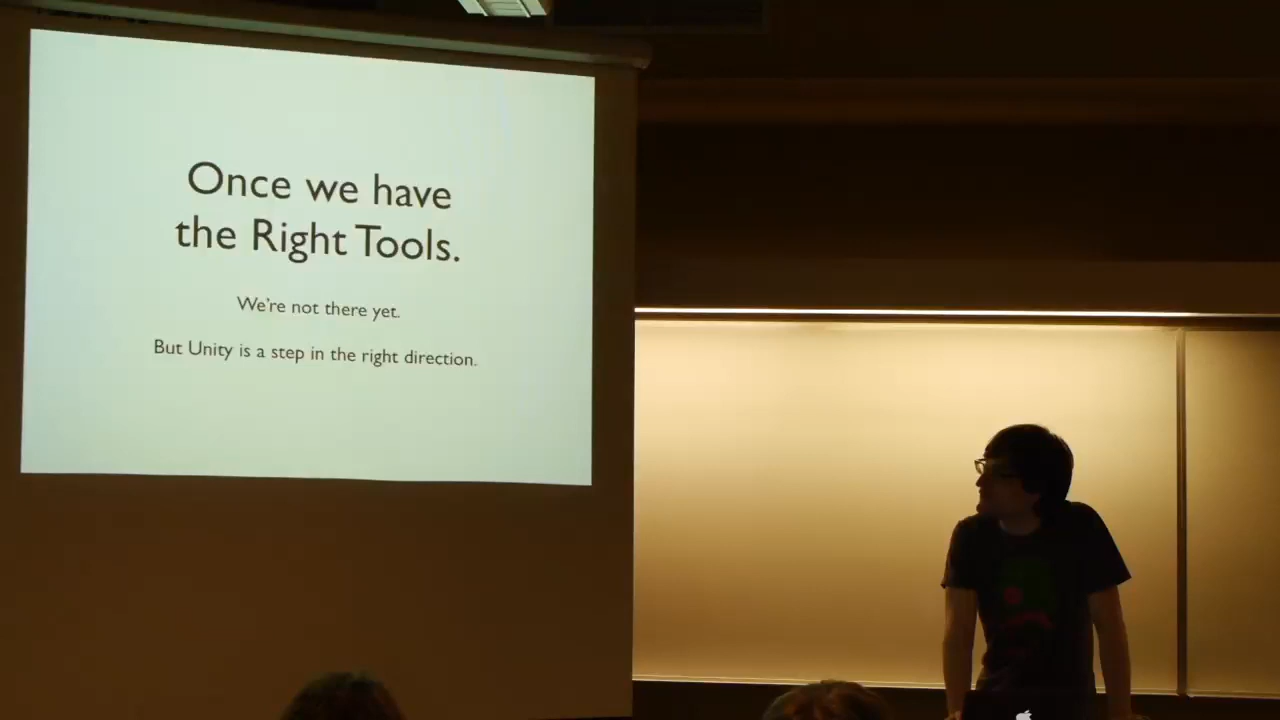 Once we have
the Right Tools.
We're not there yet.
But Unity is a step in the right direction.